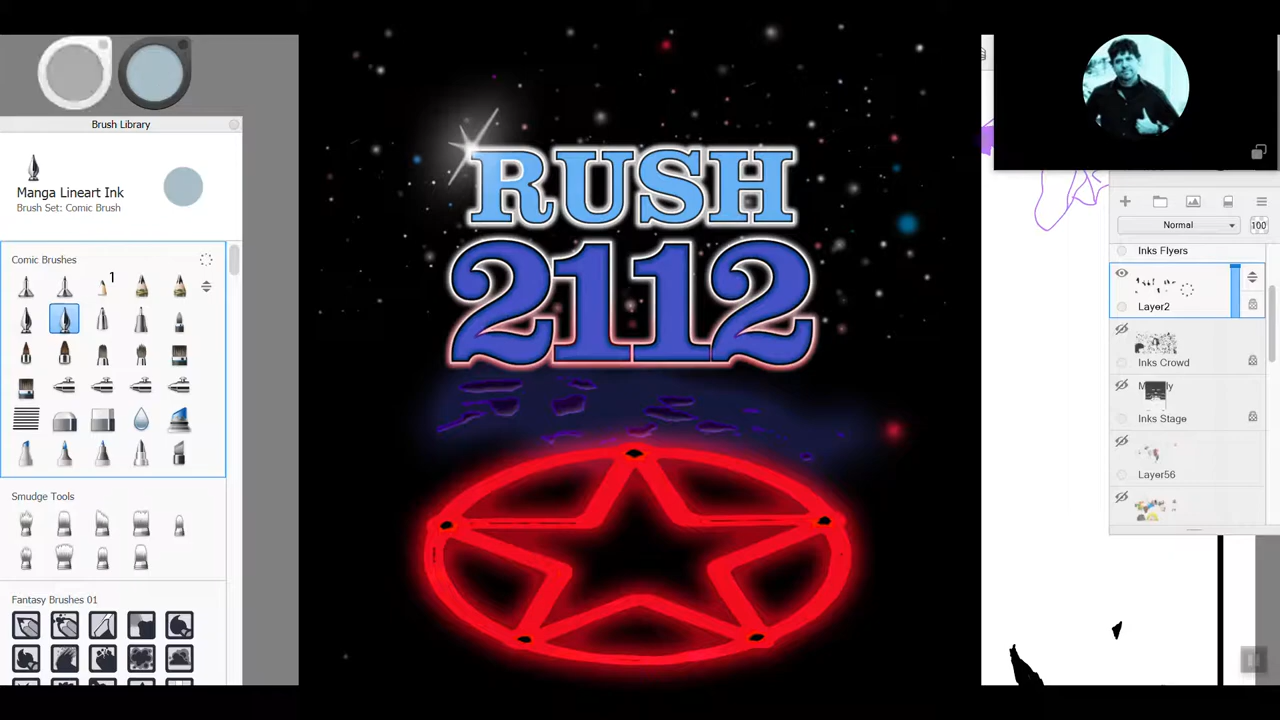 Brush Library
Manga Lineart Ink
Brush Set: Comic Brush
Comic Brushes
1
Smudge Tools
Fantasy Brushes 01
RUSH
2112
Normal
100
Inks Flyers
Layer2
Inks Crowd
Inks Stage
Layer56